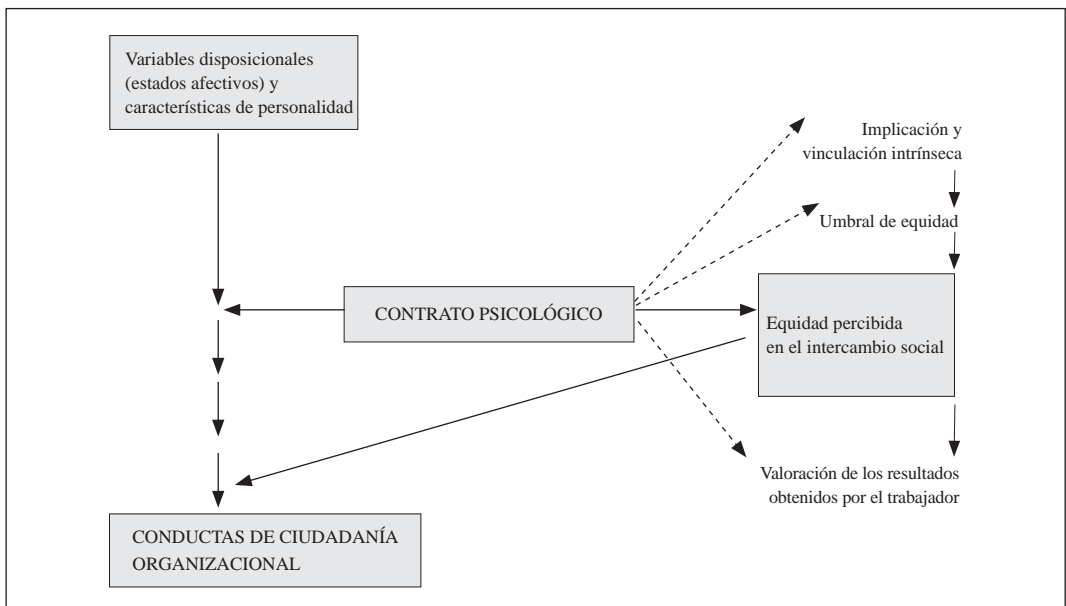 Variables disposicionales
(estados afectivos) y
características de personalidad
Implicación y
vinculación intrínseca
Umbral de equidad
CONTRATO PSICOLÓGICO
Equidad percibida
en el intercambio social
Valoración de los resultados
obtenidos por el trabajador
CONDUCTAS DE CIUDADANÍA
ORGANIZACIONAL